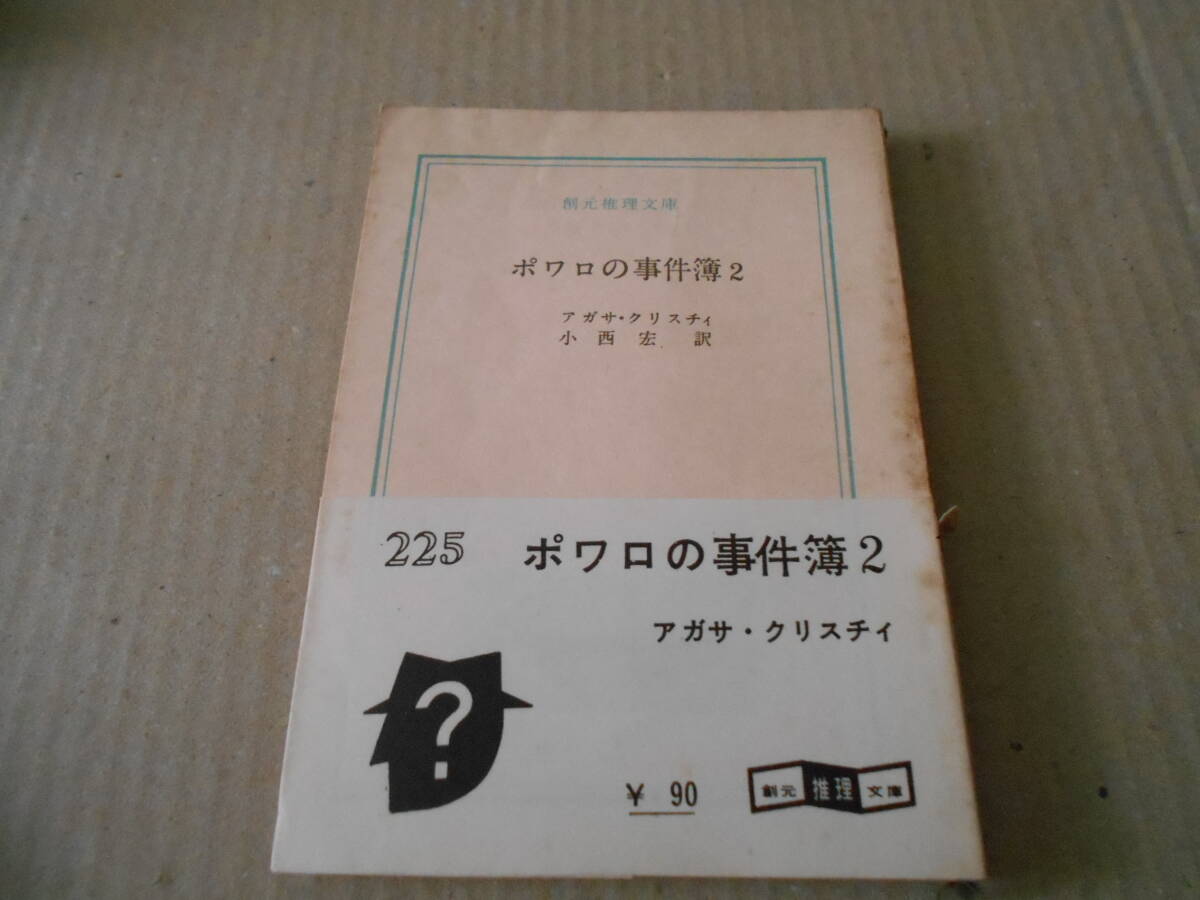 創元推理文庫
ポワロの事件簿2
アガサ・クリスチィ
小西宏 訳
225 ポワロの事件簿2
アガサ・クリスチィ
?
¥ 90
創元推理文庫